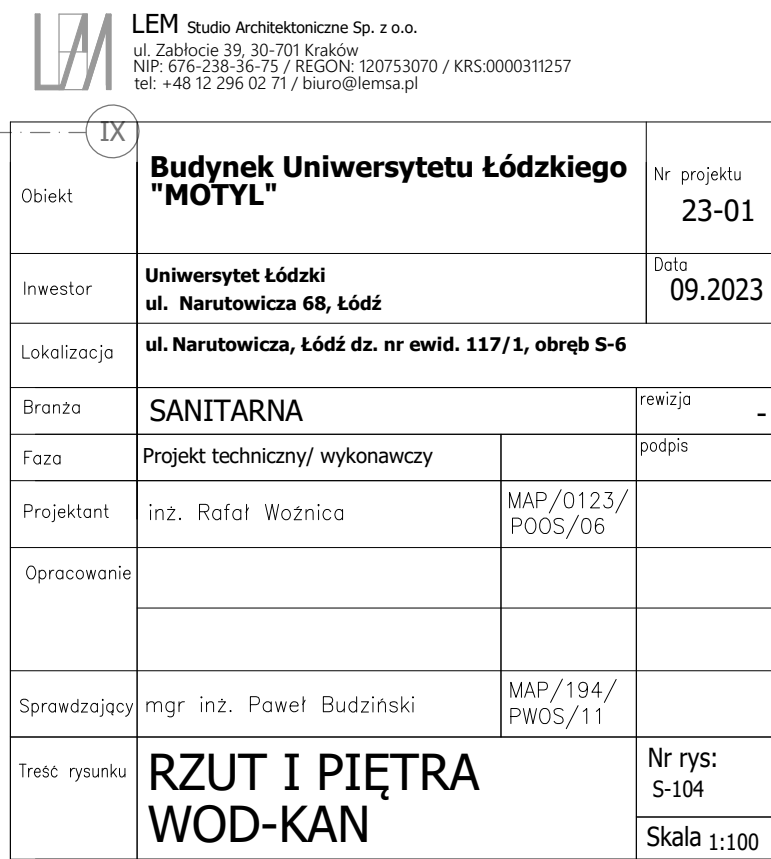 LEM
LEM Studio Architektoniczne Sp. z o.o.
ul. Zabłocie 39, 30-701 Kraków
NIP: 676-238-36-75 / REGON: 120753070 / KRS:0000311257
tel: +48 12 296 02 71 / biuro@lemsa.pl
IX
Obiekt
Budynek Uniwersytetu Łódzkiego
"MOTYL"
Nr projektu
23-01
Inwestor
Uniwersytet Łódzki
ul. Narutowicza 68, Łódź
Data
09.2023
Lokalizacja
ul. Narutowicza, Łódź dz. nr ewid. 117/1, obręb S-6
Branża
SANITARNA
rewizja
-
Faza
Projekt techniczny/ wykonawczy
podpis
Projektant
inż. Rafał Woźnica
MAP/0123/
POOS/06
Opracowanie
Sprawdzający
mgr inż. Paweł Budziński
MAP/194/
PWOS/11
Treść rysunku
RZUT I PIĘTRA
WOD-KAN
Nr rys:
S-104
Skala 1:100